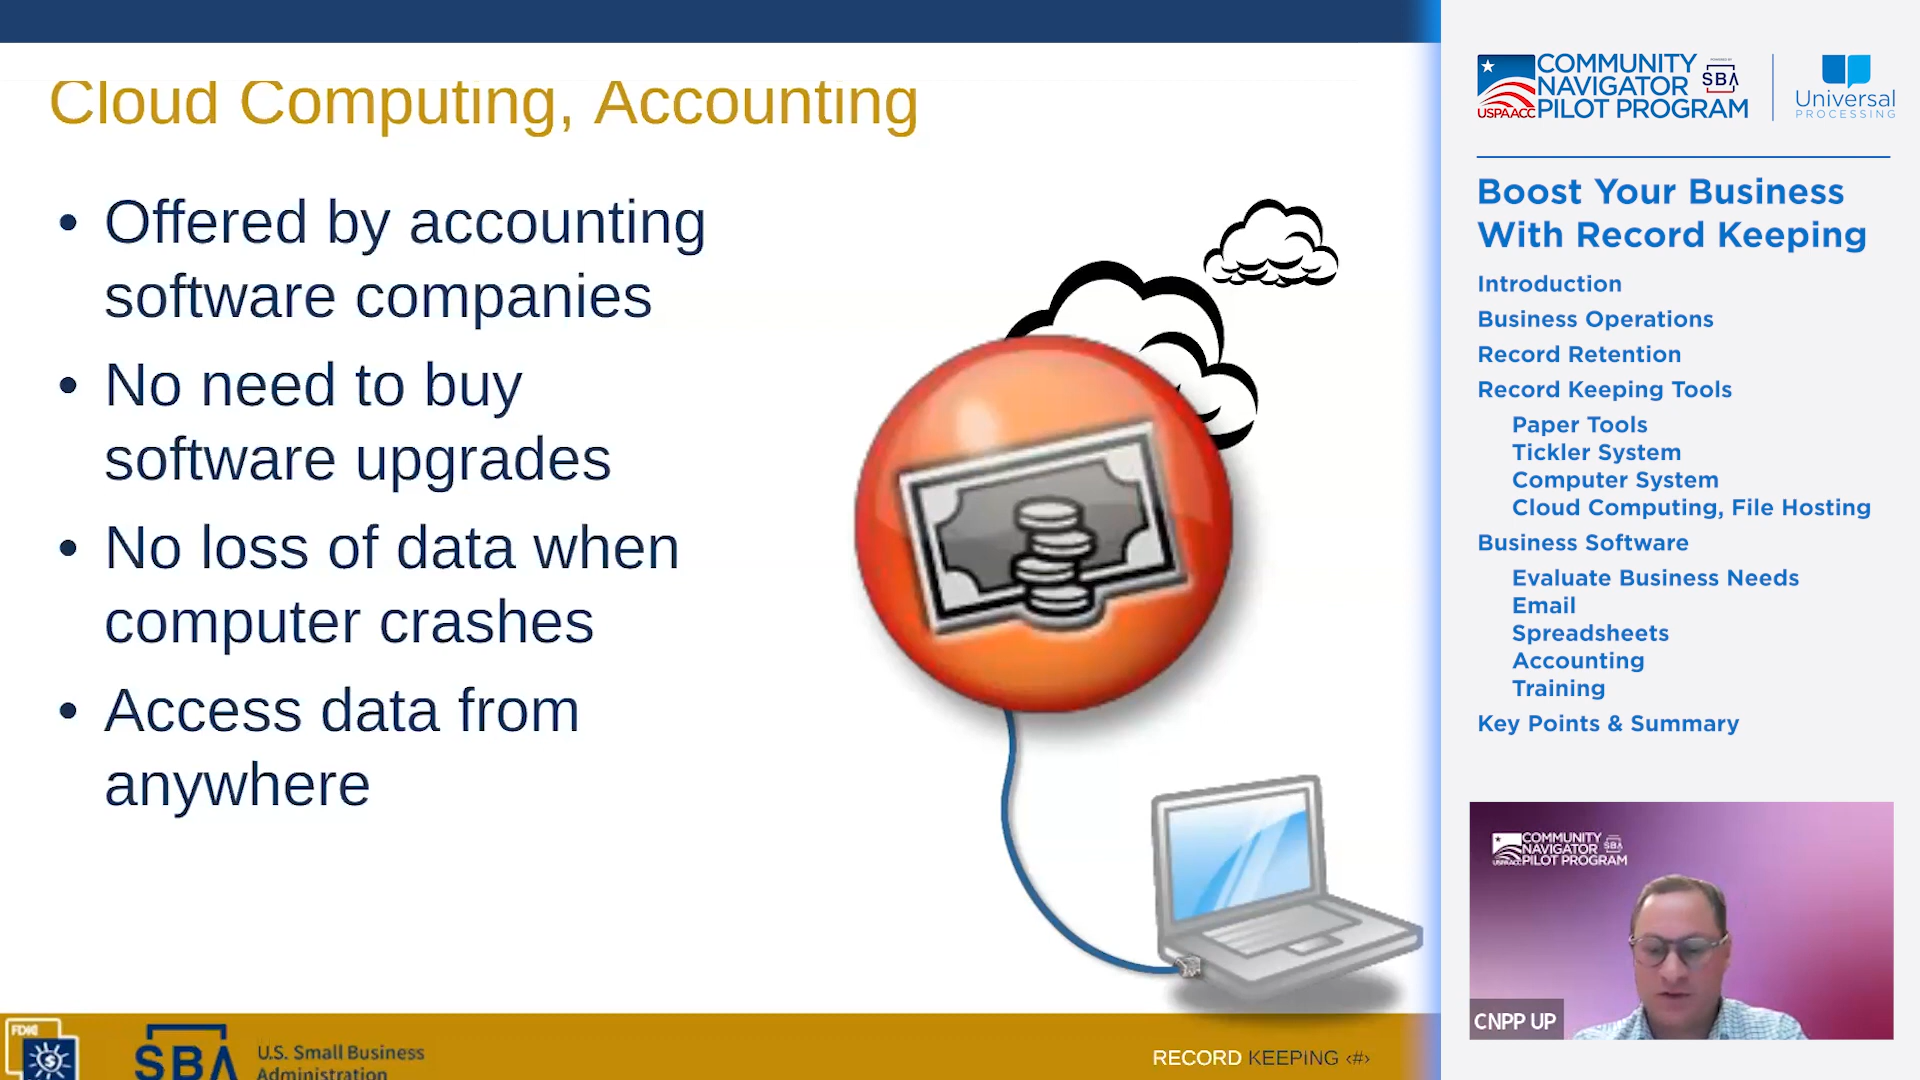 Cloud Computing, Accounting
• Offered by accounting
software companies
• No need to buy
software upgrades
• No loss of data when
computer crashes
• Access data from
anywhere
FDIC
SBA
U.S. Small Business
Administration
RECORD KEEPING ‹#›
USPAACC
COMMUNITY
NAVIGATOR
PILOT PROGRAM
SBA
Universal
PROCESSING
Boost Your Business
With Record Keeping
Introduction
Business Operations
Record Retention
Record Keeping Tools
Paper Tools
Tickler System
Computer System
Cloud Computing, File Hosting
Business Software
Evaluate Business Needs
Email
Spreadsheets
Accounting
Training
Key Points & Summary
USPAACC
COMMUNITY
NAVIGATOR
PILOT PROGRAM
SBA
CNPP UP